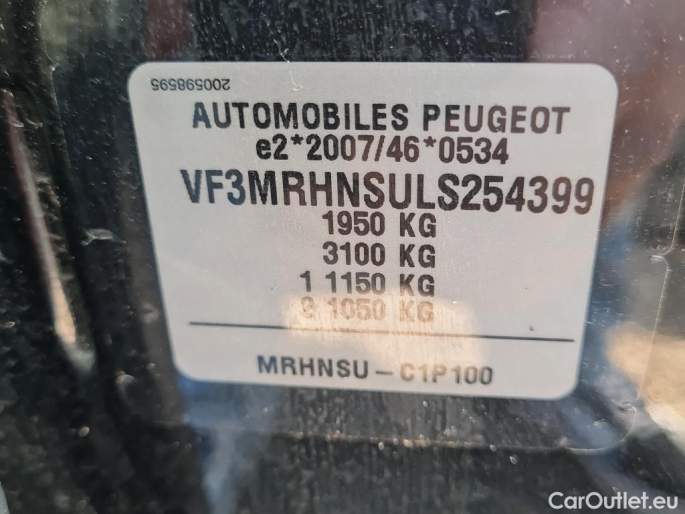 200598595
AUTOMOBILES PEUGEOT
e2*2007/46*0534
VF3MRHNSULS254399
1950 KG
3100 KG
1 1150 KG
2 1050 KG
MRHNSU – C1P100
CarOutlet.eu